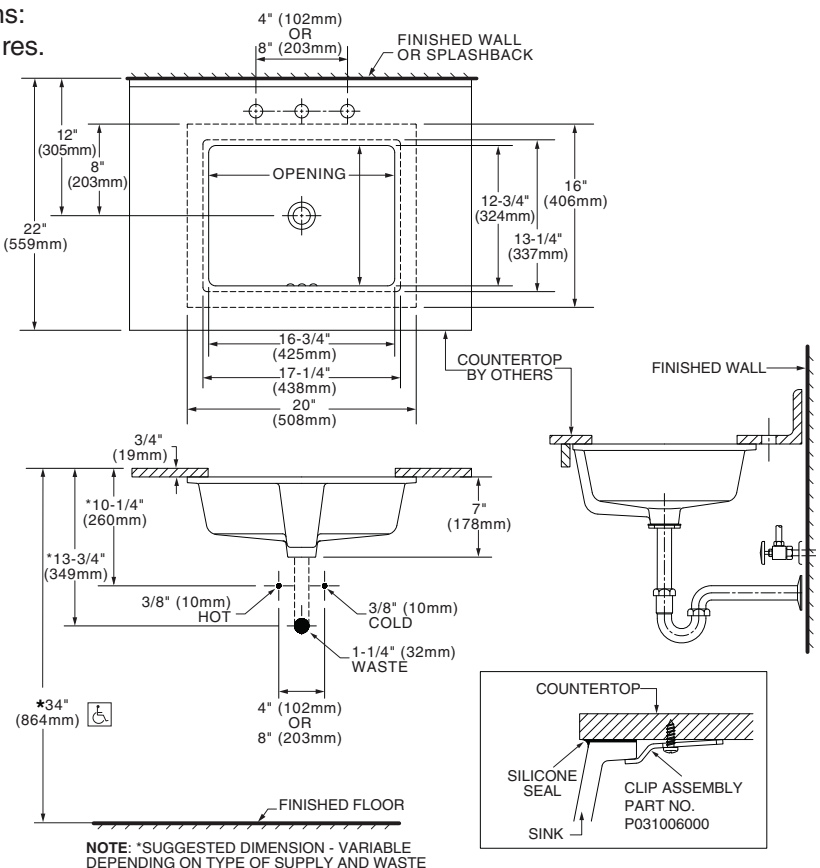 ns:
res.
4" (102mm)
OR
8" (203mm)
FINISHED WALL
OR SPLASHBACK
12"
(305mm)
8"
(203mm)
22"
(559mm)
OPENING
12-3/4"
(324mm)
16"
(406mm)
13-1/4"
(337mm)
16-3/4"
(425mm)
17-1/4"
(438mm)
20"
(508mm)
COUNTERTOP
BY OTHERS
FINISHED WALL
3/4"
(19mm)
*10-1/4"
(260mm)
*13-3/4"
(349mm)
7"
(178mm)
3/8" (10mm)
HOT
3/8" (10mm)
COLD
1-1/4" (32mm)
WASTE
*34"
(864mm)
4" (102mm)
OR
8" (203mm)
FINISHED FLOOR
COUNTERTOP
SILICONE
SEAL
SINK
CLIP ASSEMBLY
PART NO.
P031006000
NOTE: *SUGGESTED DIMENSION - VARIABLE
DEPENDING ON TYPE OF SUPPLY AND WASTE